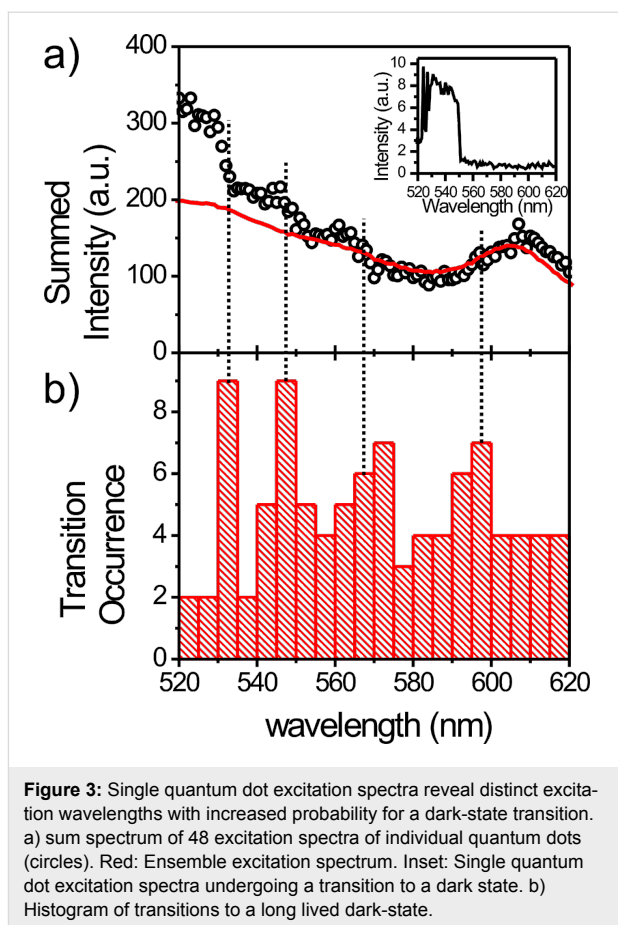 a)
400
300
200
100
0
Summed
Intensity (a.u.)
10
8
6
4
2
0
Intensity (a.u.)
520 540 560 580 600 620
Wavelength (nm)
b)
8
6
4
2
0
Transition
Occurrence
520 540 560 580 600 620
wavelength (nm)
Figure 3: Single quantum dot excitation spectra reveal distinct excita-
tion wavelengths with increased probability for a dark-state transition.
a) sum spectrum of 48 excitation spectra of individual quantum dots
(circles). Red: Ensemble excitation spectrum. Inset: Single quantum
dot excitation spectra undergoing a transition to a dark state. b)
Histogram of transitions to a long lived dark-state.